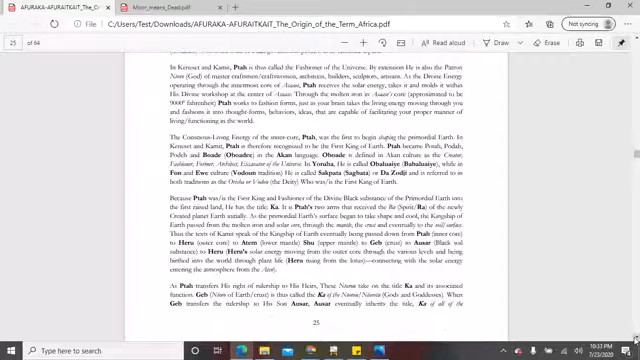 AFURAKA-AFURAITKAIT_The_Or
Moor_means_Dead.pdf
File
C:/Users/Test/Downloads/AFURAKA-AFURAITKAIT_The_Origin_of_the_Term_Africa.pdf
Not syncing
25 of 64
Draw
Erase
In Keneset and Kamit, Ptah is thus called the Fashioner of the Universe. By extension He is also the Patron
(God) of master craftsmen/craftswomen, architects, builders, sculptors, artisans. As the Divine Energy
operating through the innermost core of Ptah receives the solar energy, takes it and molds it within
His Divine workshop at the center of Through the molten iron in core (approximated to be
9000° fahrenheit) Ptah works to fashion forms, just as your brain takes the living energy moving through you and
fashions it into thought-forms, behaviors, ideas, that are capable of facilitating your proper manner of
living/functioning in the world.
The Conscious-Living Energy of the inner-core, Ptah, was the first to begin shaping the primordial Earth. In
Keneset and Kamit, Ptah is therefore recognized to be the First King of Earth. Ptah became Potah, Podah,
Podeh and Boade (Oboadee) in the Akan language. Oboade is defined in Akan culture as the Creator,
Fashioner, Former, Architect, Excavator of the Universe. In Yoruba, He is called Obaluaiye (Babaluaiye), while in
Fon and Ewe culture (Vodoun tradition) He is called Sakpata (Sagbata) or Da Zodji and is referred to in
both traditions as the Orisha or Vodou (the Deity) Who was/is the First King of Earth.
Because Ptah was/is the First King and Fashioner of the Divine Black substance of the Primordial Earth into
the first raised land, He has the title: Ka. It is Ptah's two arms that received the Ra (Spirit/Ra) of the newly
Created planet Earth initially. As the primordial Earth's surface began to take shape and cool, the Kingship of
Earth passed from the molten iron and solar ore, through the mantle, the crust and eventually to the soil/surface.
Thus the texts of Kamit speak of the Kingship of Earth eventually being passed down from Ptah (inner core)
to Heru (outer core) to Atem (lower mantle) Shu (upper mantle) to Geb (crust) to Ausar (Black soil
substance) to Heru (Heru's solar energy moving from the outer core through the various levels and being
birthed into the world through plant life (Heru rising from the lotus)—connecting with the solar energy
entering the atmosphere from the Aten).
As Ptah transfers His right of rulership to His Heirs, These take on the title Ka and its associated
function. Geb of Earth/crust) is thus called the Ka of the (Gods and Goddesses). When
Geb transfers the rulership to His Son Ausar, Ausar eventually inherits the title, Ka of all of the
25
10:33 PM
7/23/2020